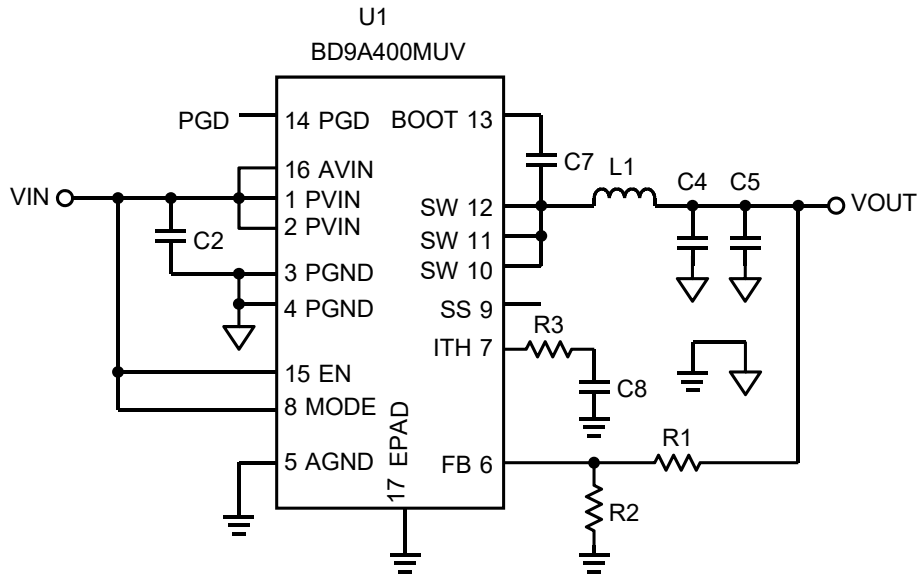 U1
BD9A400MUV
PGD
14 PGD
BOOT 13
C7
16 AVIN
L1
C4
C5
VIN
1 PVIN
SW 12
VOUT
2 PVIN
C2
SW 11
3 PGND
SW 10
4 PGND
SS 9
R3
ITH 7
15 EN
C8
8 MODE
R1
5 AGND
17 EPAD
FB 6
R2